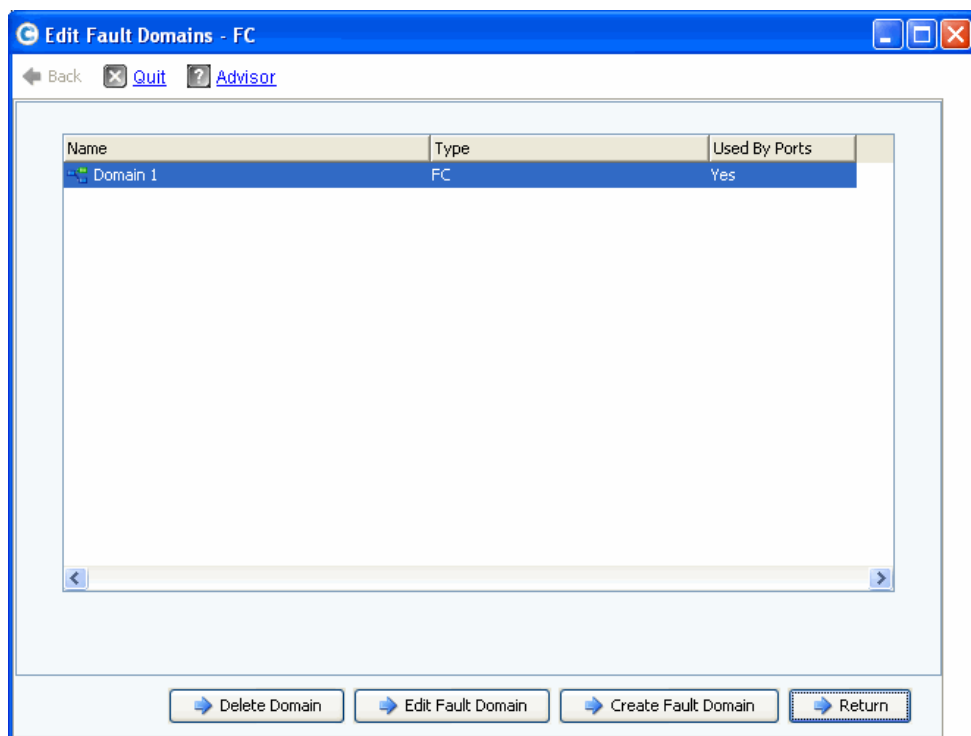 Edit Fault Domains - FC
Back Quit Advisor
Name Type Used By Ports
Domain 1 FC Yes
Delete Domain Edit Fault Domain Create Fault Domain Return